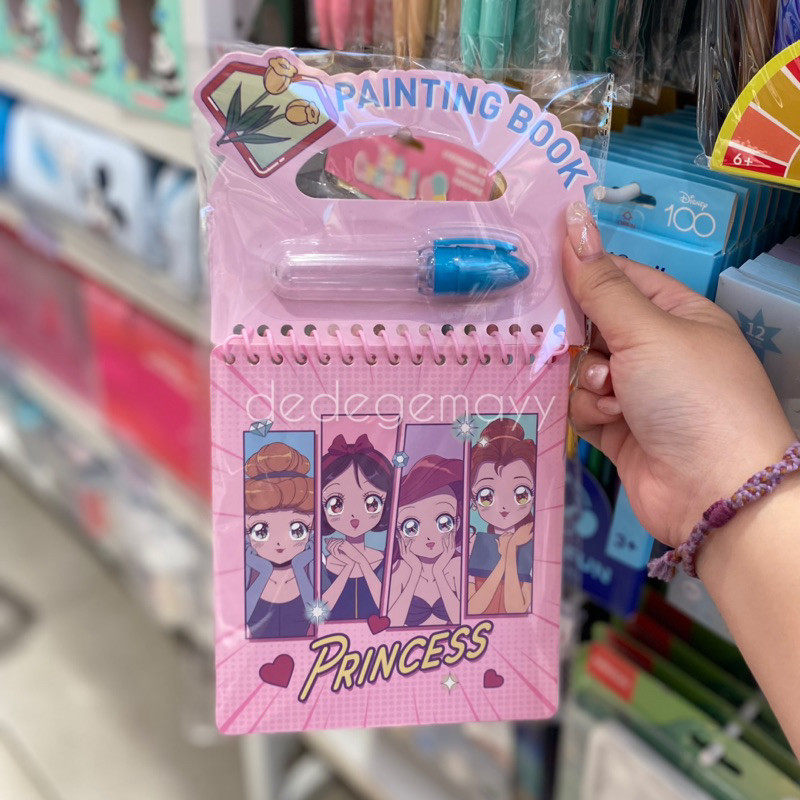 PAINTING BOOK
dedegemayy
PRINCESS
Disney
100
12
6+
3+